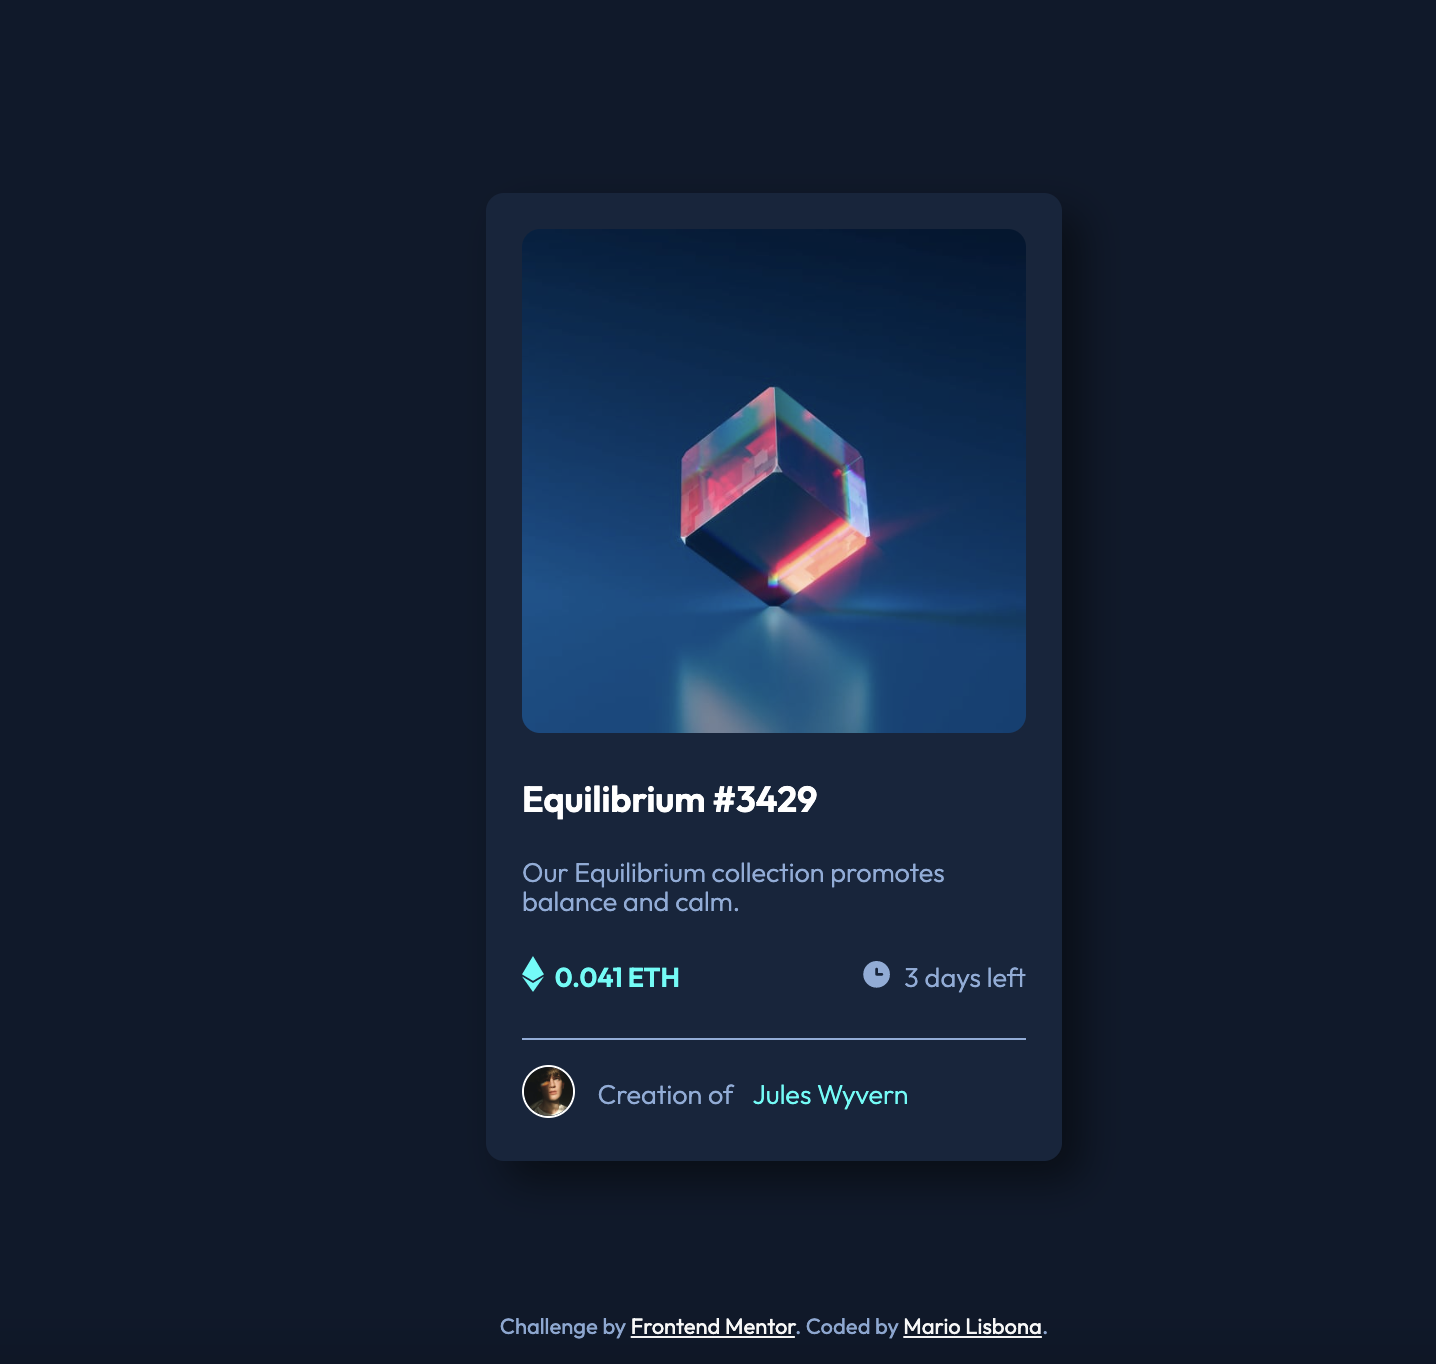 Equilibrium #3429
Our Equilibrium collection promotes
balance and calm.
0.041 ETH
3 days left
Creation of Jules Wyvern
Challenge by Frontend Mentor. Coded by Mario Lisbona.